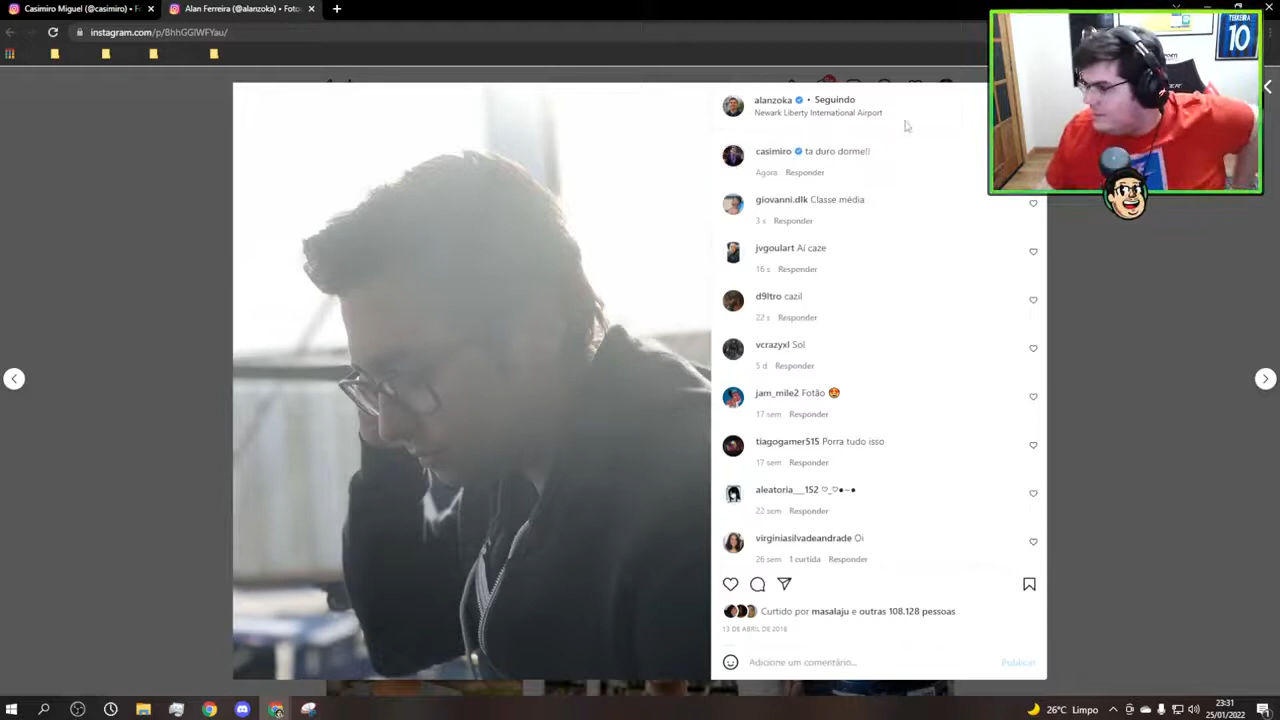 Casimiro Miguel (@casimiro) • F
Alan Ferreira (@alanzoka) • Foto
instagram.com/p/BhhGGIWFYau/
TEIXEIRA
10
alanzoka • Seguindo
Newark Liberty International Airport
casimiro ta duro dorme!!
Agora Responder
giovanni.dlk Classe média
3 s Responder
jvgoulart Aí caze
16 s Responder
d9ltro cazil
22 s Responder
vcrazyxl Sol
5 d Responder
jam_mile2 Fotão 🤩
17 sem Responder
tiagogamer515 Porra tudo isso
17 sem Responder
aleatoria___152 ♡_♡●~●
22 sem Responder
virginiasilvadeandrade Oi
26 sem 1 curtida Responder
Curtido por masalaju e outras 108.128 pessoas
13 DE ABRIL DE 2018
Adicione um comentário...
Publicar
26°C Limpo
23:31
25/01/2022